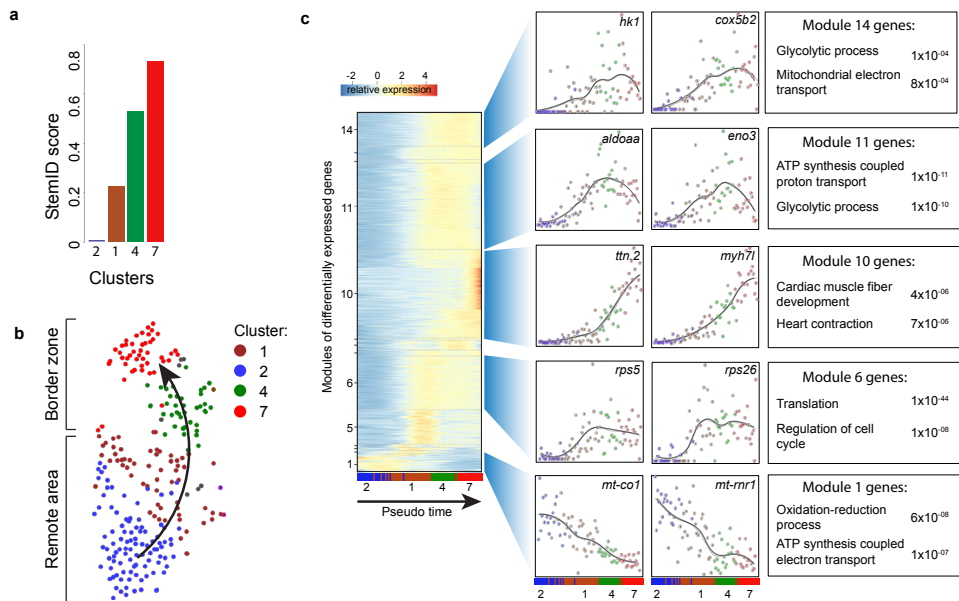 a
StemID score
0 0.2 0.4 0.6 0.8
2 1 4 7
Clusters
b
Border zone
Remote area
Cluster:
1
2
4
7
c
-2 0 2 4
relative expression
Modules of differentially expressed genes
14
11
10
6
5
1
2 1 4 7
Pseudo time
hk1
cox5b2
Module 14 genes:
Glycolytic process 1x10-04
Mitochondrial electron
transport 8x10-04
aldoaa
eno3
Module 11 genes:
ATP synthesis coupled
proton transport 1x10-11
Glycolytic process 1x10-10
ttn.2
myh7l
Module 10 genes:
Cardiac muscle fiber
development 4x10-06
Heart contraction 7x10-06
rps5
rps26
Module 6 genes:
Translation 1x10-44
Regulation of cell
cycle 1x10-08
mt-co1
mt-rnr1
Module 1 genes:
Oxidation-reduction
process 6x10-08
ATP synthesis coupled
electron transport 1x10-07
2 1 4 7
2 1 4 7